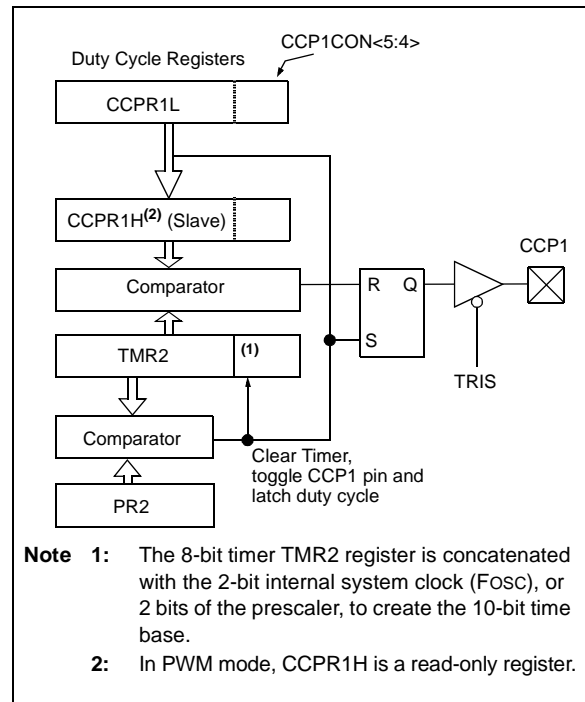 CCP1CON<5:4>
Duty Cycle Registers
CCPR1L
CCPR1H(2) (Slave)
CCP1
Comparator
R Q
TMR2
(1)
S
TRIS
Comparator
Clear Timer,
toggle CCP1 pin and
latch duty cycle
PR2
Note 1: The 8-bit timer TMR2 register is concatenated
with the 2-bit internal system clock (FOSC), or
2 bits of the prescaler, to create the 10-bit time
base.
2: In PWM mode, CCPR1H is a read-only register.